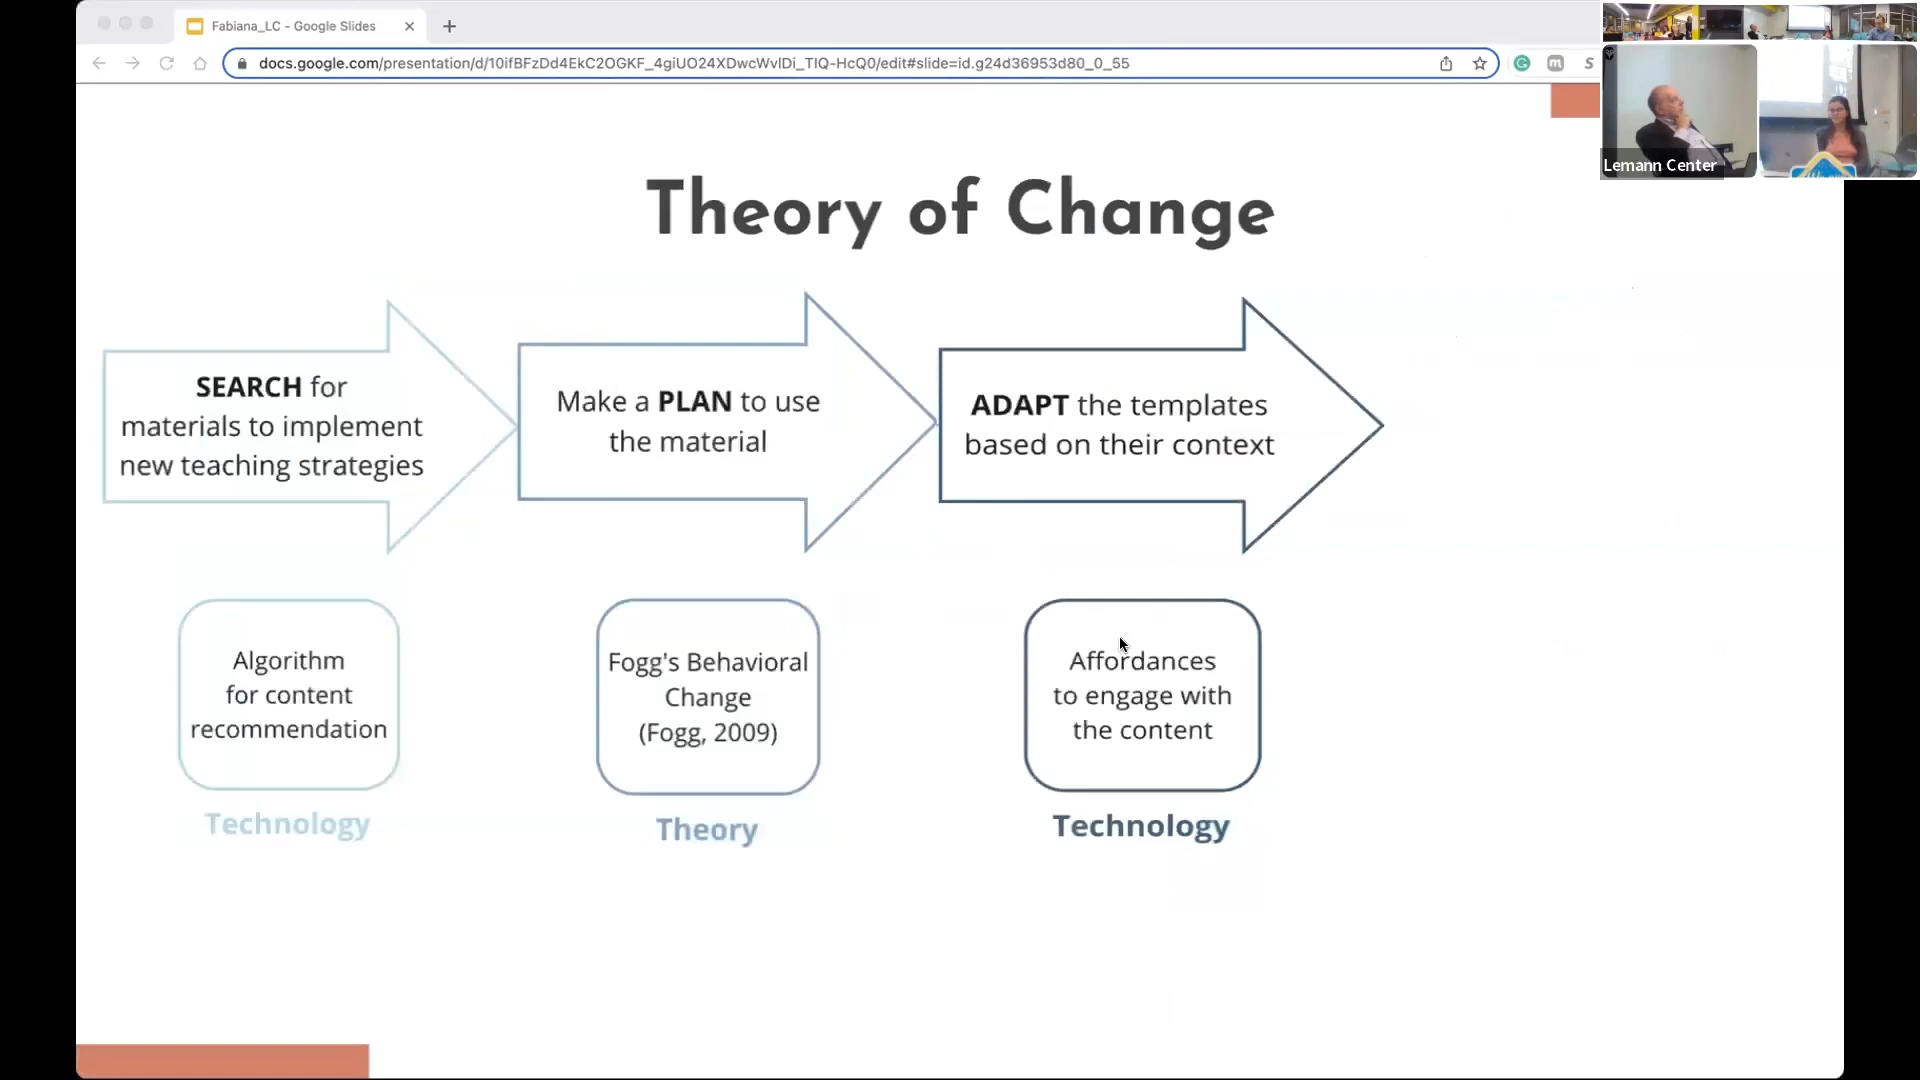 Fabiana_LC - Google Slides
docs.google.com/presentation/d/10ifBFzDd4EkC2OGKF_4giUO24XDwcWvlDi_TIQ-HcQ0/edit#slide=id.g24d36953d80_0_55
Lemann Center
Theory of Change
SEARCH for
materials to implement
new teaching strategies
Make a PLAN to use
the material
ADAPT the templates
based on their context
Algorithm
for content
recommendation
Technology
Fogg's Behavioral
Change
(Fogg, 2009)
Theory
Affordances
to engage with
the content
Technology